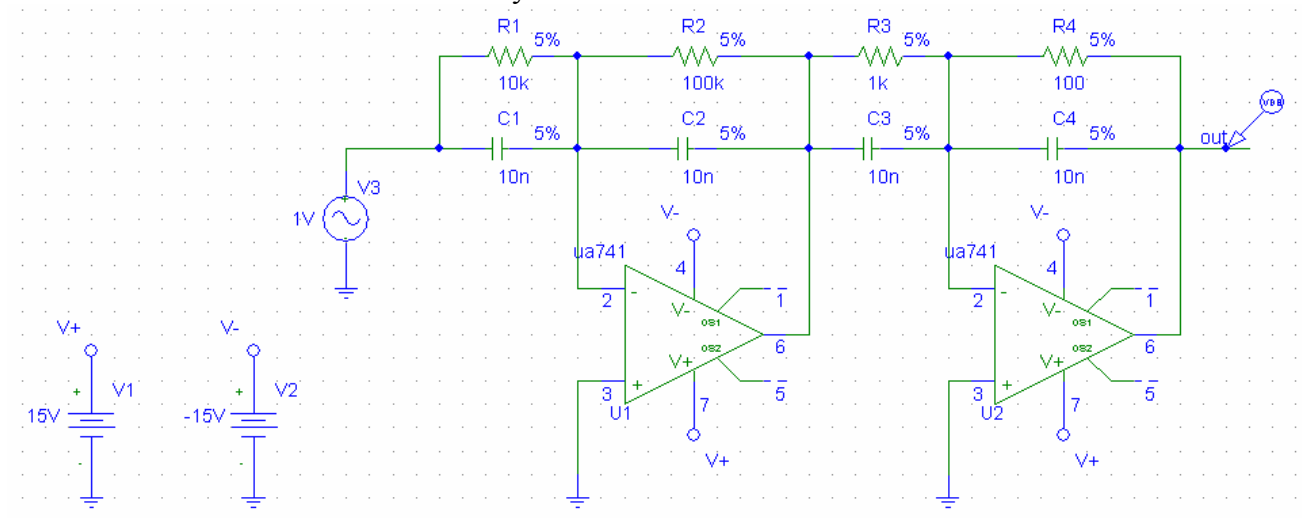 R1 5% R2 5% R3 5% R4 5%
10k 100k 1k 100
C1 5% C2 5% C3 5% C4 5% out VDB
10n 10n 10n 10n
V3
1V
V- V-
ua741 ua741
4 4
2 - 1 2 - 1
V- OS1 V- OS1
V+ OS2 V+ OS2
6 6
3 + 5 3 + 5
U1 7 U2 7
V+ V+
V+ V-
+ V1 + V2
15V -15V
- -